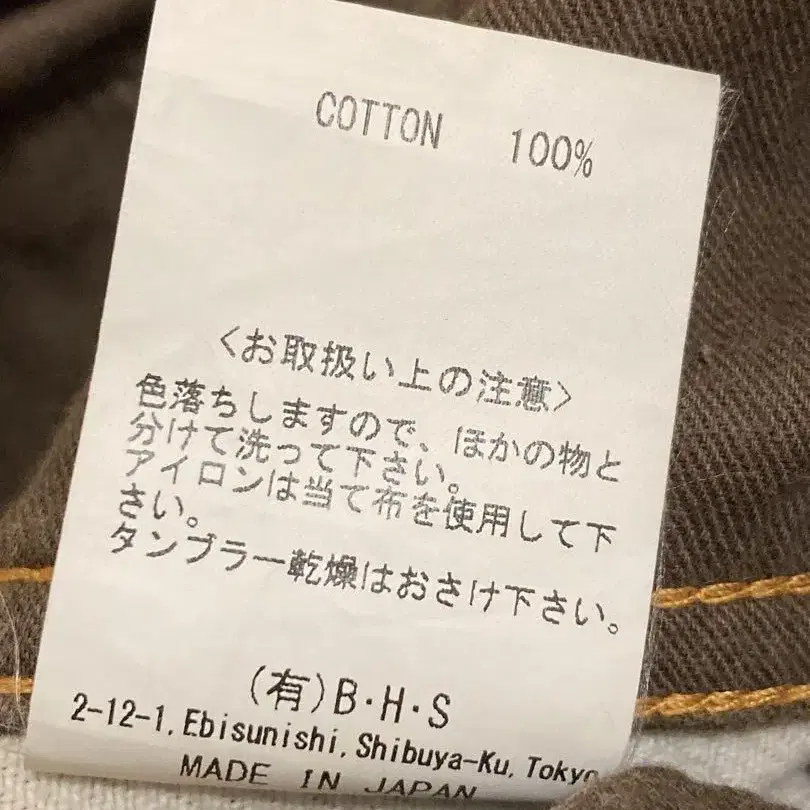 COTTON 100%
<お取扱い上の注意>
色落ちしますので、ほかの物と
分けて洗って下さい。
アイロンは当て布を使用して下
さい。
タンブラー乾燥はおさけ下さい。
(有)B・H・S
2-12-1, Ebisunishi, Shibuya-Ku, Tokyo
MADE IN JAPAN